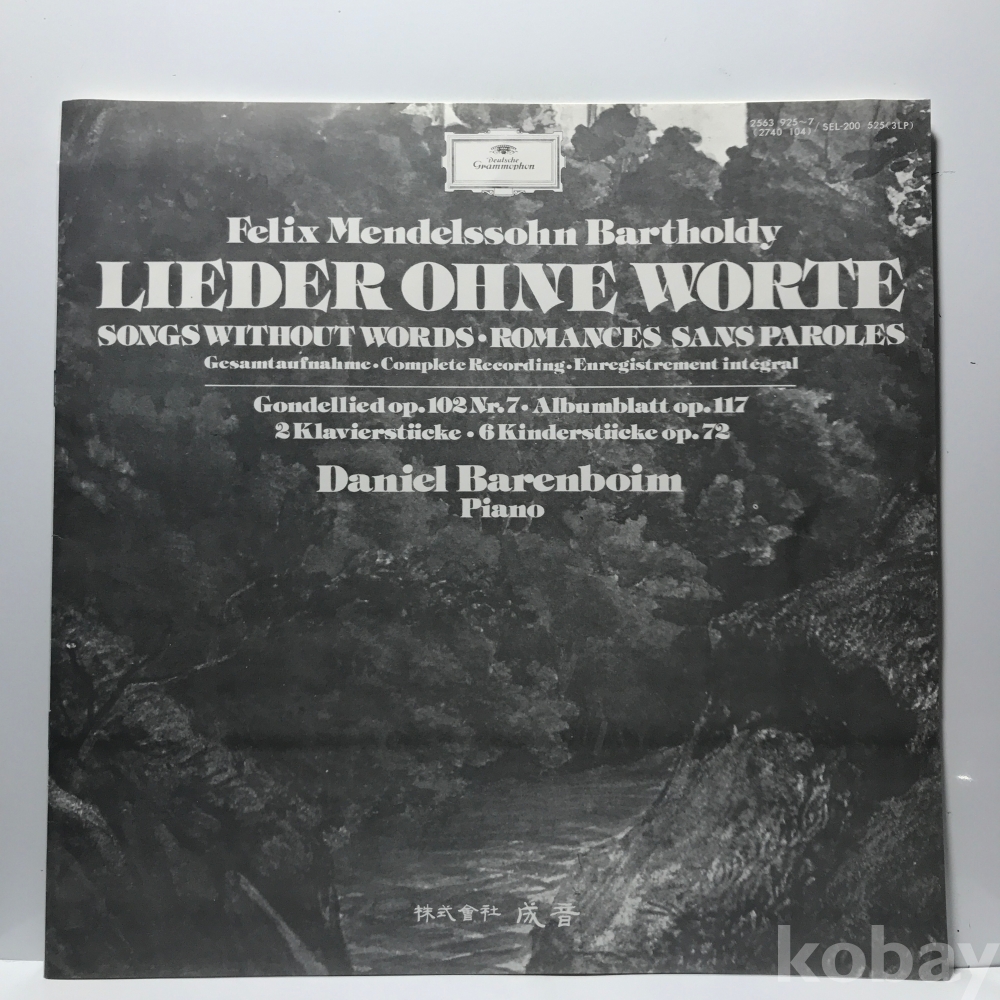 2563 925~7
(2740 104) / SEL-200 525(3LP)
Deutsche
Grammophon
Felix Mendelssohn Bartholdy
LIEDER OHNE WORTE
SONGS WITHOUT WORDS · ROMANCES SANS PAROLES
Gesamtaufnahme · Complete Recording · Enregistrement intégral
Gondellied op. 102 Nr. 7 · Albumblatt op. 117
2 Klavierstücke · 6 Kinderstücke op. 72
Daniel Barenboim
Piano
株式會社 成音
kobay